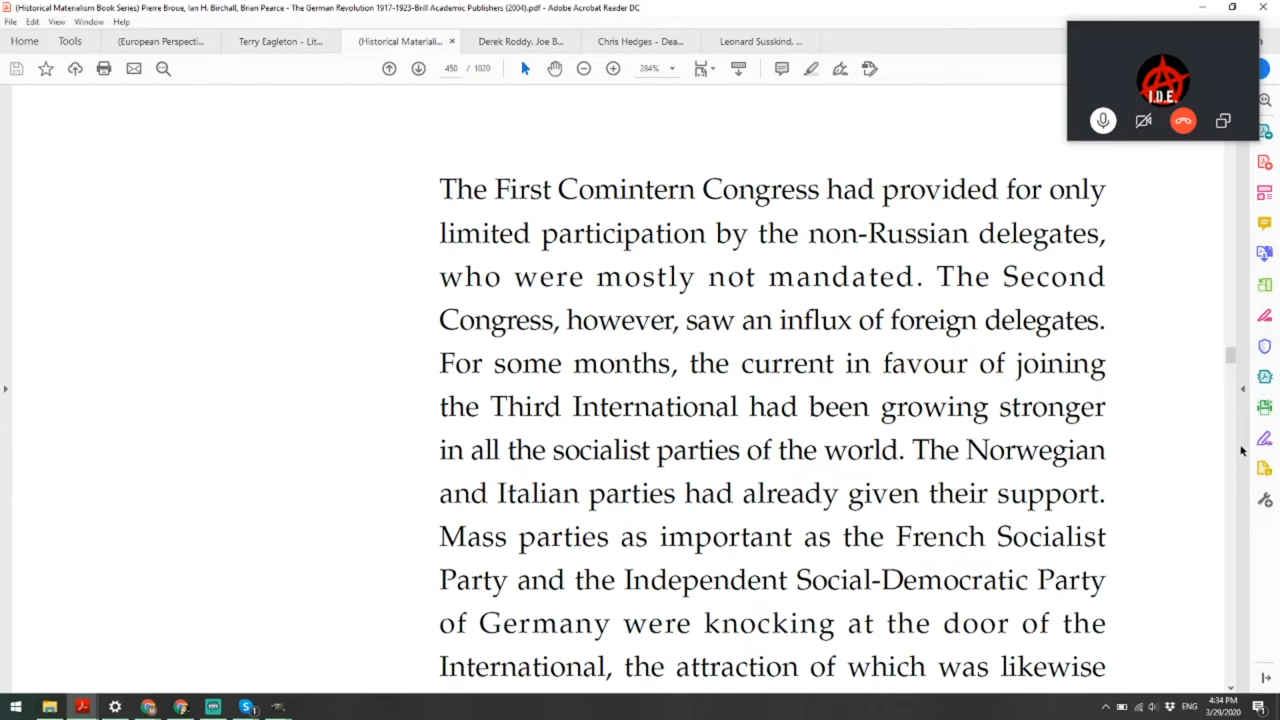 (Historical Materialism Book Series) Pierre Broue, Ian H. Birchall, Brian Pearce - The German Revolution 1917-1923-Brill Academic Publishers (2004).pdf - Adobe Acrobat Reader DC
File Edit View Window Help
Home Tools (European Perspecti... Terry Eagleton - Lit... (Historical Materiali... × Derek Roddy, Joe B... Chris Hedges - Dea... Leonard Susskind, ...
450 / 1020 284%
I.D.E.
The First Comintern Congress had provided for only
limited participation by the non-Russian delegates,
who were mostly not mandated. The Second
Congress, however, saw an influx of foreign delegates.
For some months, the current in favour of joining
the Third International had been growing stronger
in all the socialist parties of the world. The Norwegian
and Italian parties had already given their support.
Mass parties as important as the French Socialist
Party and the Independent Social-Democratic Party
of Germany were knocking at the door of the
International, the attraction of which was likewise
ENG
4:34 PM
3/29/2020